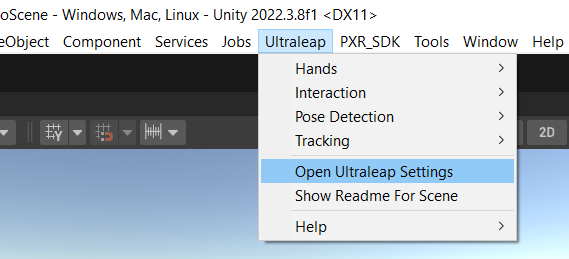 oScene - Windows, Mac, Linux - Unity 2022.3.8f1 <DX11>
eObject Component Services Jobs Ultraleap PXR_SDK Tools Window Help
Hands
Interaction
Pose Detection
Tracking
2D
Open Ultraleap Settings
Show Readme For Scene
Help